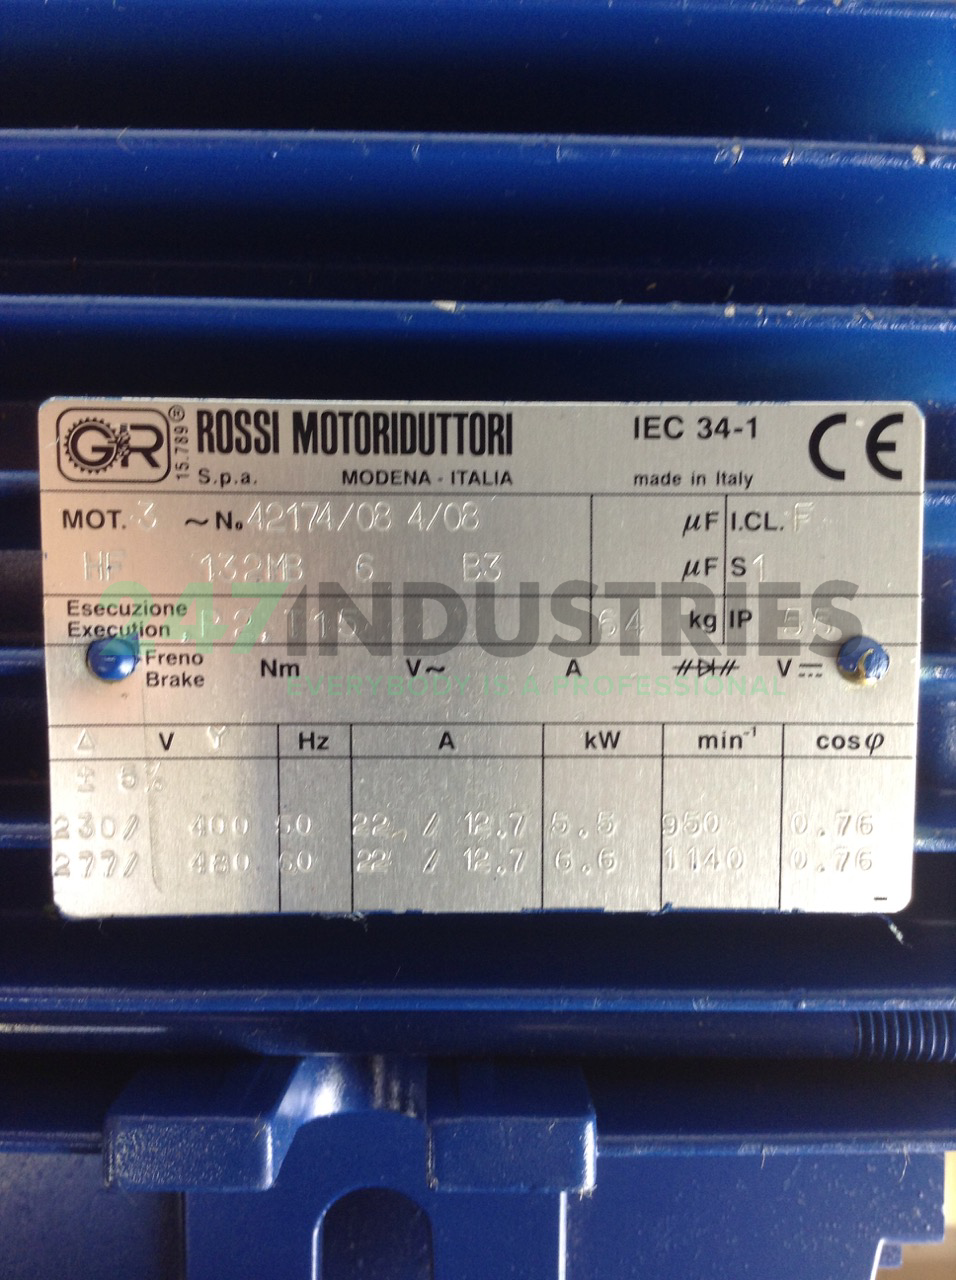 GR 15.789® ROSSI MOTORIDUTTORI IEC 34-1 CE
S.p.a. MODENA - ITALIA made in Italy
MOT. 3 ~ N. 42174/08 4/08 µF I.CL. F
HF 132MB 6 B3 µF S1
Esecuzione
Execution 64 kg IP 55
247INDUSTRIES
EVERYBODY IS A PROFESSIONAL
Freno
Brake Nm V~ A V⎓
Δ V Y Hz A kW min⁻¹ cosφ
± 5%
230/ 400 50 22 / 12.7 5.5 950 0.76
277/ 480 60 22 / 12.7 6.6 1140 0.76